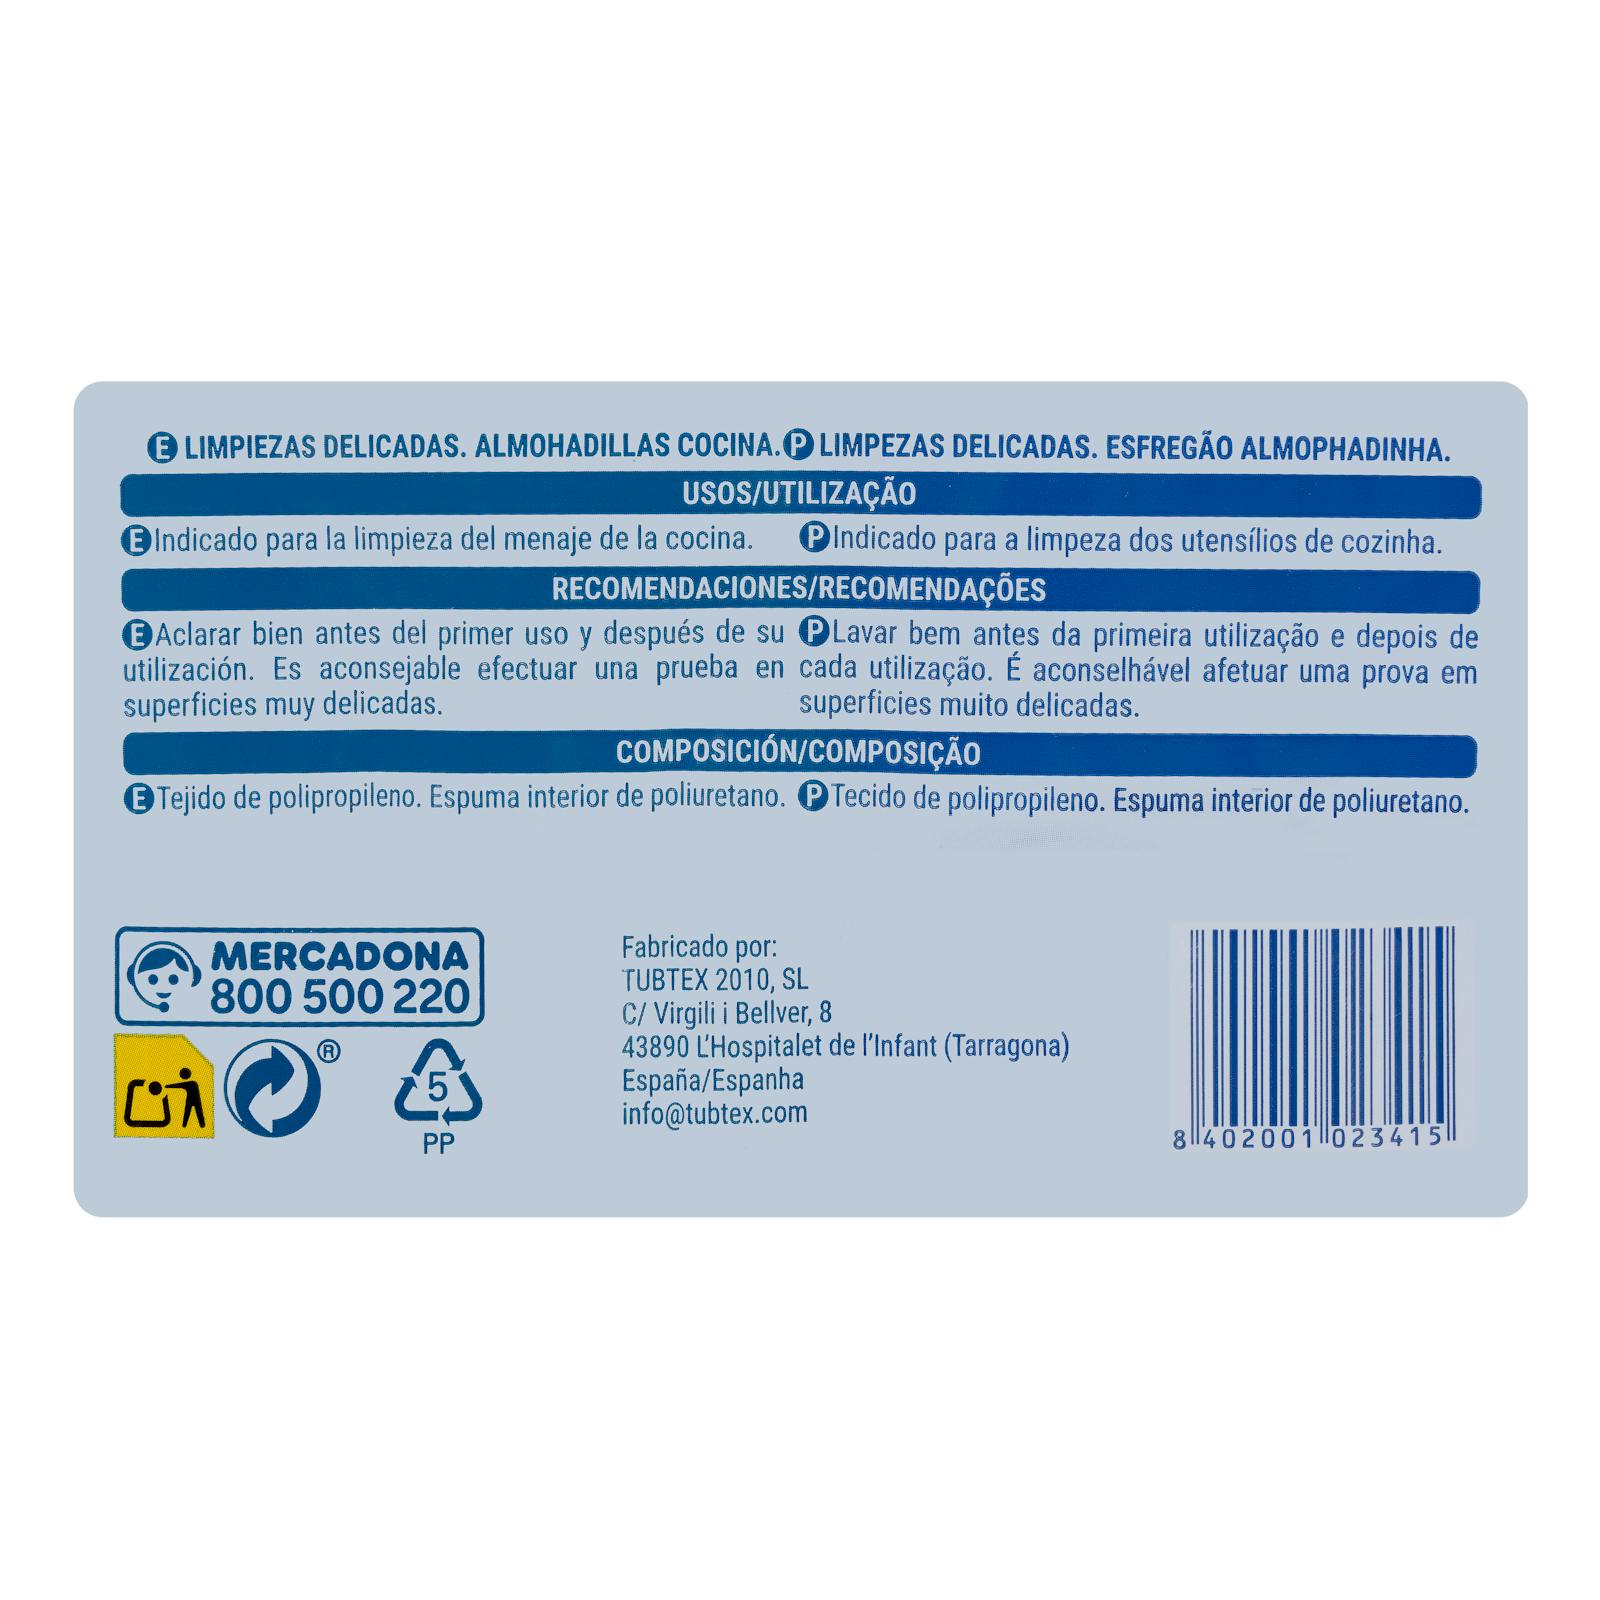 E LIMPIEZAS DELICADAS. ALMOHADILLAS COCINA. P LIMPEZAS DELICADAS. ESFREGÃO ALMOPHADINHA.
USOS/UTILIZAÇÃO
E Indicado para la limpieza del menaje de la cocina.
P Indicado para a limpeza dos utensílios de cozinha.
RECOMENDACIONES/RECOMENDAÇÕES
E Aclarar bien antes del primer uso y después de su
utilización. Es aconsejable efectuar una prueba en
superficies muy delicadas.
P Lavar bem antes da primeira utilização e depois de
cada utilização. É aconselhável afetuar uma prova em
superficies muito delicadas.
COMPOSICIÓN/COMPOSIÇÃO
E Tejido de polipropileno. Espuma interior de poliuretano.
P Tecido de polipropileno. Espuma interior de poliuretano.
MERCADONA
800 500 220
®
5
PP
Fabricado por:
TUBTEX 2010, SL
C/ Virgili i Bellver, 8
43890 L'Hospitalet de l'Infant (Tarragona)
España/Espanha
info@tubtex.com
8 402001 023415